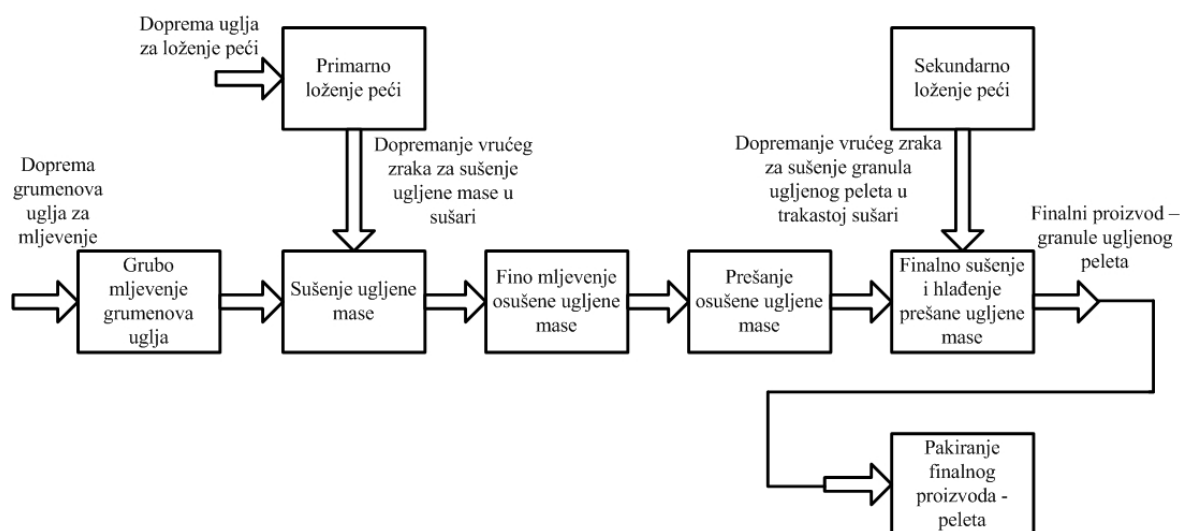 Doprema uglja
za loženje peći
Primarno
loženje peći
Sekundarno
loženje peći
Doprema
grumenova
uglja za
mljevenje
Dopremanje vrućeg
zraka za sušenje
ugljene mase u
sušari
Dopremanje vrućeg zraka
za sušenje granula
ugljenog peleta u
trakastoj sušari
Finalni proizvod –
granule ugljenog
peleta
Grubo
mljevenje
grumenova
uglja
Sušenje ugljene
mase
Fino mljevenje
osušene ugljene
mase
Prešanje
osušene ugljene
mase
Finalno sušenje
i hlađenje
prešane ugljene
mase
Pakiranje
finalnog
proizvoda -
peleta